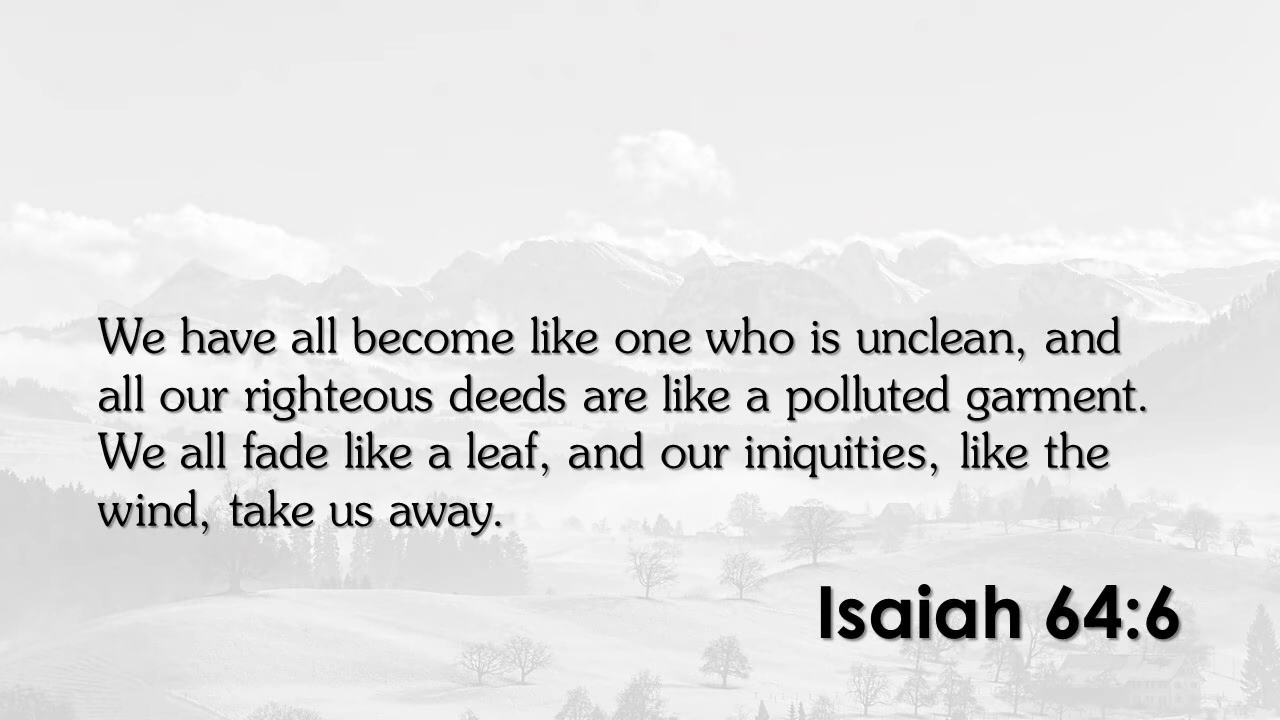 We have all become like one who is unclean, and
all our righteous deeds are like a polluted garment.
We all fade like a leaf, and our iniquities, like the
wind, take us away.
Isaiah 64:6